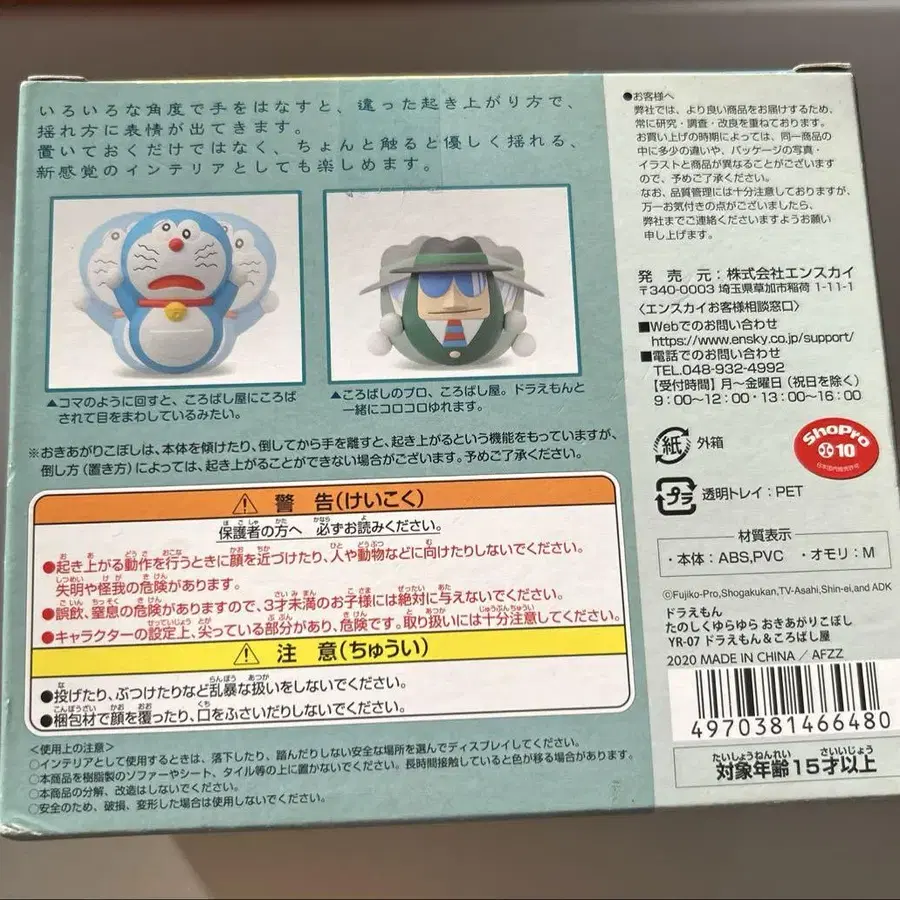 いろいろな角度で手をはなすと、違った起き上がり方で、
揺れ方に表情が出てきます。
置いておくだけではなく、ちょんと触ると優しく揺れる、
新感覚のインテリアとしても楽しめます。
▲コマのように回すと、ころばし屋にころば
されて目をまわしているみたい。
▲ころばしのプロ、ころばし屋。ドラえもんと
一緒にコロコロゆれます。
※おきあがりこぼしは、本体を傾けたり、倒してから手を離すと、起き上がるという機能をもっていますが、
倒し方(置き方)によっては、起き上がることができない場合がございます。予めご了承ください。
警告(けいこく)
保護者の方へ 必ずお読みください。
●起き上がる動作を行うときに顔を近づけたり、人や動物などに向けたりしないでください。
失明や怪我の危険があります。
●誤飲、窒息の危険がありますので、3才未満のお子様には絶対に与えないでください。
●キャラクターの設定上、尖っている部分があり、危険です。取り扱いには十分注意してください。
注意(ちゅうい)
●投げたり、ぶつけたりなど乱暴な扱いをしないでください。
●梱包材で顔を覆ったり、口をふさいだりしないでください。
<使用上の注意>
○インテリアとして使用するときは、落下したり、踏んだりしない安全な場所を選んでディスプレイしてください。
○本商品を樹脂製のソファーやシート、タイル等の上に置かないでください。長時間接触していると色が移る場合があります。
○本商品の分解、改造はしないでください。
○安全のため、破損、変形した場合は使用しないでください。
●お客様へ
弊社では、より良い商品をお届けするため、
常に研究・調査・改良を重ねております。
お買い上げの時期によっては、同一商品の
中に多少の違いや、パッケージの写真・
イラストと商品が異なることがございます
ので、予めご了承ください。
なお、品質管理には十分注意しておりますが、
万一お気付きの点がございましたら、
弊社までご連絡くださいますようお願い
申し上げます。
発売元:株式会社エンスカイ
〒340-0003 埼玉県草加市稲荷 1-11-1
<エンスカイお客様相談窓口>
■Webでのお問い合わせ
https://www.ensky.co.jp/support/
■電話でのお問い合わせ
TEL.048-932-4992
【受付時間】月〜金曜日(祝日を除く)
9:00〜12:00・13:00〜16:00
紙 外箱
ShoPro
10
日本国内販売許可
プラ 透明トレイ:PET
材質表示
・本体:ABS,PVC ・オモリ:M
©Fujiko-Pro,Shogakukan,TV-Asahi,Shin-ei,and ADK
ドラえもん
たのしくゆらゆら おきあがりこぼし
YR-07 ドラえもん&ころばし屋
2020 MADE IN CHINA / AFZZ
4970381466480
たいしょうねんれい さいいじょう
対象年齢15才以上